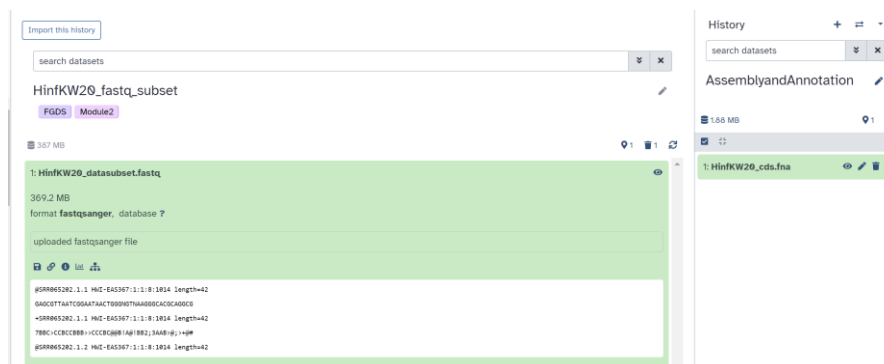 Import this history
search datasets
HinfKW20_fastq_subset
FGDS Module2
387 MB
1 1
1: HinfKW20_datasubset.fastq
369.2 MB
format fastqsanger, database ?
uploaded fastqsanger file
@SRR065202.1.1 HWI-EAS367:1:1:8:1014 length=42
GAGCGTTAATCGGAATAACTGGGNGTNAAGGGCACGCAGGCG
+SRR065202.1.1 HWI-EAS367:1:1:8:1014 length=42
@SRR065202.1.2 HWI-EAS367:1:1:8:1014 length=42
History
search datasets
AssemblyandAnnotation
1.88 MB
1
1: HinfKW20_cds.fna